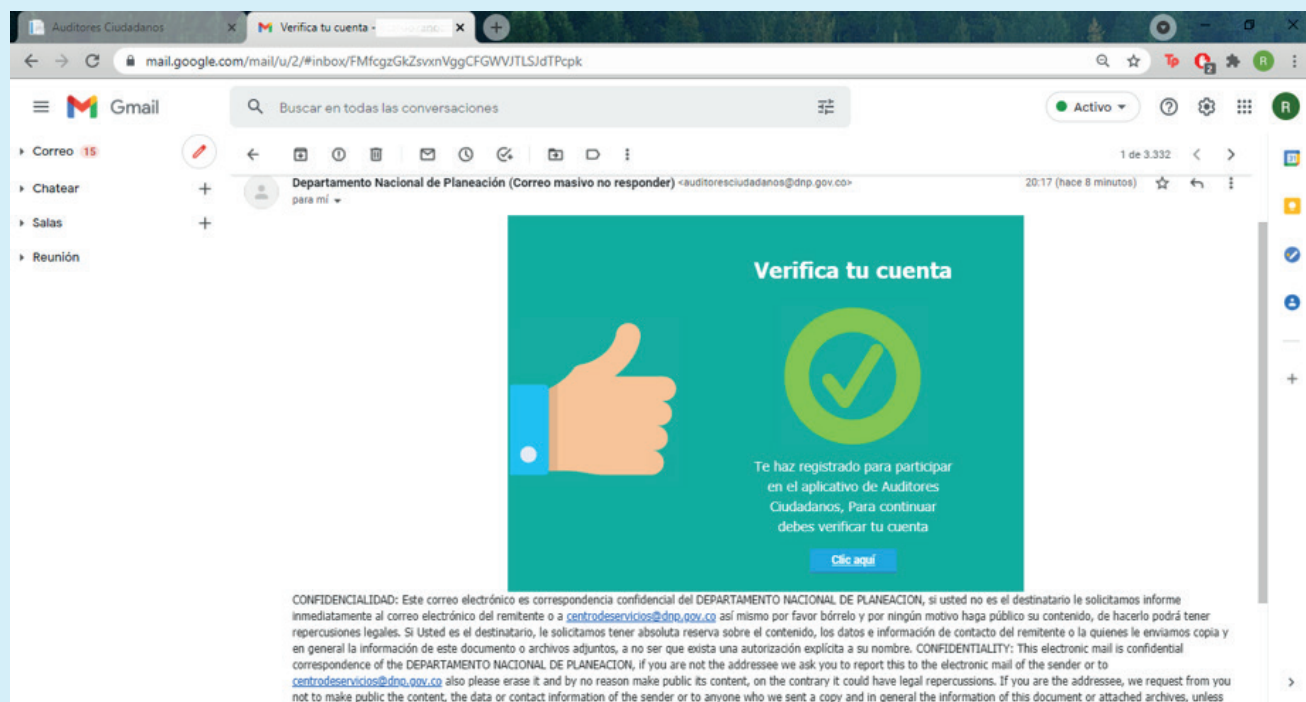 Auditores Ciudadanos
Verifica tu cuenta -
mail.google.com/mail/u/2/#inbox/FMfcgzGkZsvxnVggCFGWVJTLSJdTPcpk
Tp
2
R
Gmail
Buscar en todas las conversaciones
Activo
R
Correo 15
1 de 3.332
Chatear
Departamento Nacional de Planeación (Correo masivo no responder) <auditoresciudadanos@dnp.gov.co>
20:17 (hace 8 minutos)
para mí
Salas
Reunión
31
Verifica tu cuenta
Te haz registrado para participar
en el aplicativo de Auditores
Ciudadanos, Para continuar
debes verificar tu cuenta
Clic aquí
CONFIDENCIALIDAD: Este correo electrónico es correspondencia confidencial del DEPARTAMENTO NACIONAL DE PLANEACION, si usted no es el destinatario le solicitamos informe
inmediatamente al correo electrónico del remitente o a centrodeservicios@dnp.gov.co así mismo por favor bórrelo y por ningún motivo haga público su contenido, de hacerlo podrá tener
repercusiones legales. Si Usted es el destinatario, le solicitamos tener absoluta reserva sobre el contenido, los datos e información de contacto del remitente o la quienes le enviamos copia y
en general la información de este documento o archivos adjuntos, a no ser que exista una autorización explícita a su nombre. CONFIDENTIALITY: This electronic mail is confidential
correspondence of the DEPARTAMENTO NACIONAL DE PLANEACION, if you are not the addressee we ask you to report this to the electronic mail of the sender or to
centrodeservicios@dnp.gov.co also please erase it and by no reason make public its content, on the contrary it could have legal repercussions. If you are the addressee, we request from you
not to make public the content, the data or contact information of the sender or to anyone who we sent a copy and in general the information of this document or attached archives, unless